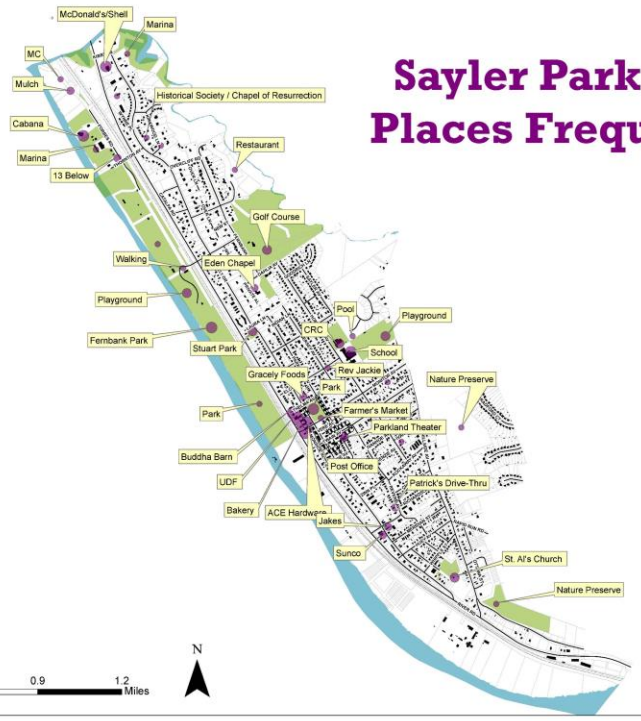 Sayler Park
Places Frequ
McDonald's/Shell
Marina
MC
Mulch
Historical Society / Chapel of Resurrection
Cabana
Marina
13 Below
Restaurant
Golf Course
Walking
Eden Chapel
Playground
Pool
Playground
Fernbank Park
CRC
Stuart Park
School
Rev Jackie
Gracely Foods
Park
Nature Preserve
Park
Farmer's Market
Parkland Theater
Buddha Barn
Post Office
UDF
Patrick's Drive-Thru
Bakery
ACE Hardware
Jakes
Sunco
St. Al's Church
Nature Preserve
RIVER RD
N
0.9
1.2
Miles